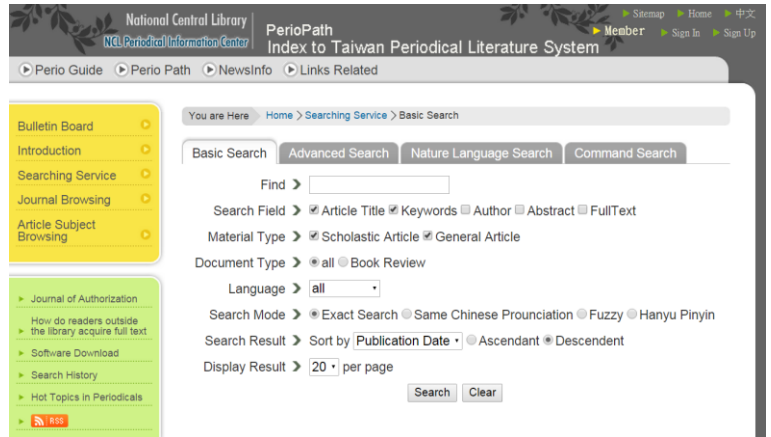 National Central Library
NCL Periodical Information Center
PerioPath
Index to Taiwan Periodical Literature System
Sitemap Home 中文
Member Sign In Sign Up
Perio Guide Perio Path NewsInfo Links Related
Bulletin Board
Introduction
Searching Service
Journal Browsing
Article Subject
Browsing
Journal of Authorization
How do readers outside
the library acquire full text
Software Download
Search History
Hot Topics in Periodicals
RSS
You are Here Home > Searching Service > Basic Search
Basic Search Advanced Search Nature Language Search Command Search
Find
Search Field Article Title Keywords Author Abstract FullText
Material Type Scholastic Article General Article
Document Type all Book Review
Language all
Search Mode Exact Search Same Chinese Prounciation Fuzzy Hanyu Pinyin
Search Result Sort by Publication Date Ascendant Descendent
Display Result 20 per page
Search Clear